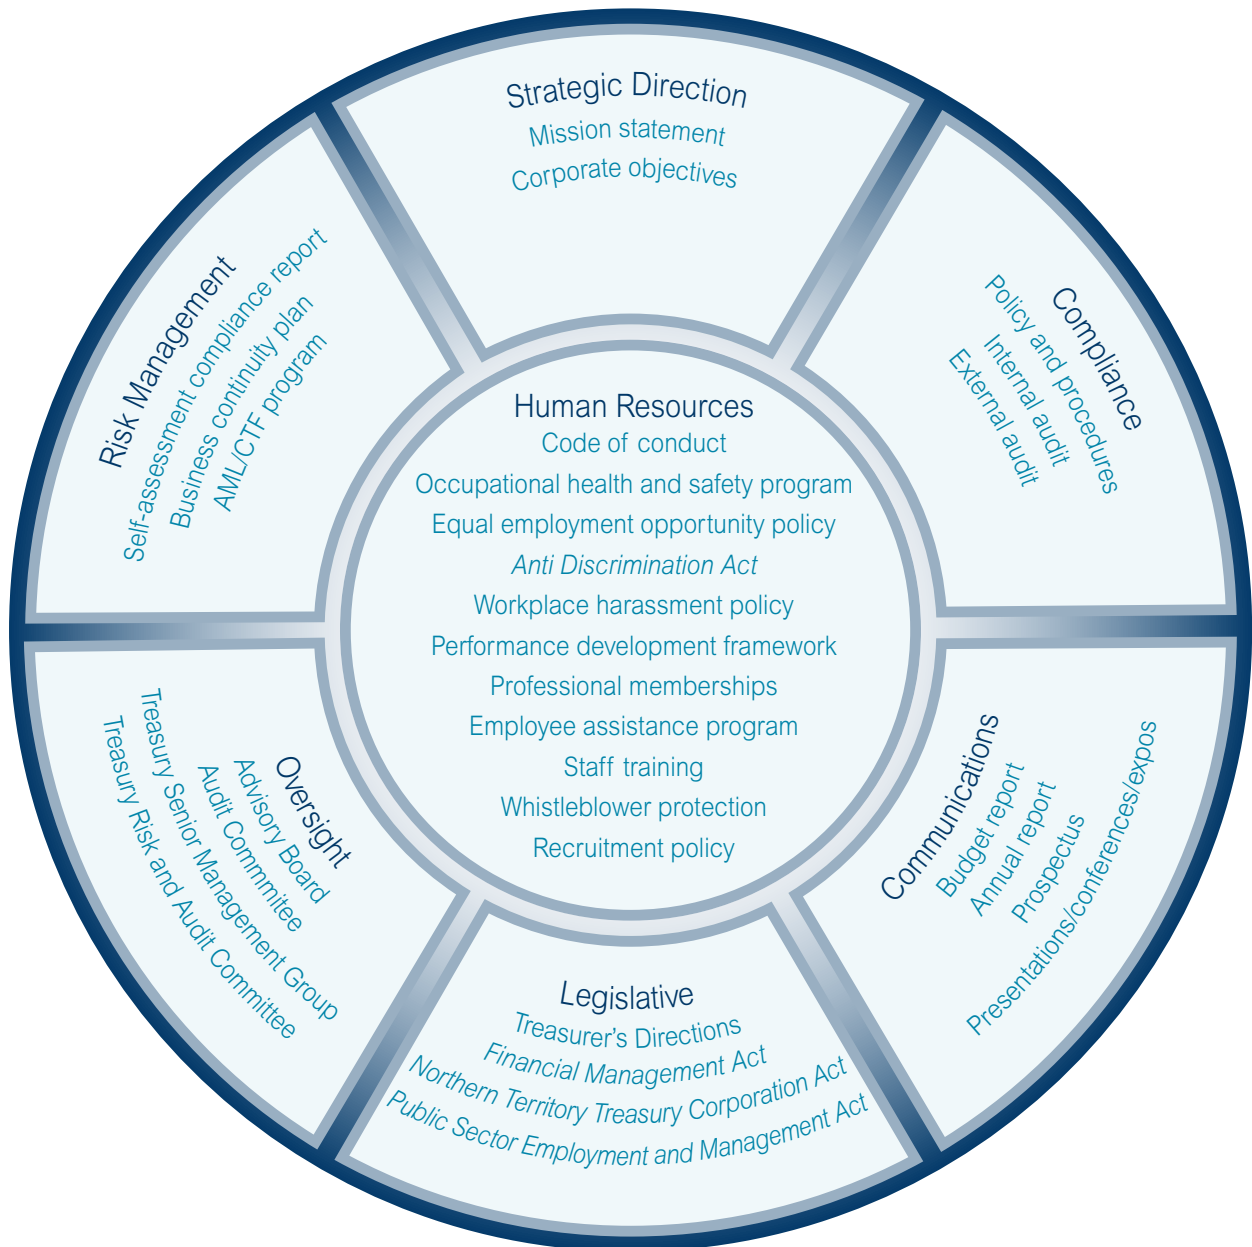 Strategic Direction
Mission statement
Corporate objectives
Compliance
Policy and procedures
Internal audit
External audit
Communications
Budget report
Annual report
Prospectus
Presentations/conferences/expos
Legislative
Treasurer's Directions
Financial Management Act
Northern Territory Treasury Corporation Act
Public Sector Employment and Management Act
Oversight
Advisory Board
Audit Commmitee
Treasury Senior Management Group
Treasury Risk and Audit Committee
Risk Management
Self-assessment compliance report
Business continuity plan
AML/CTF program
Human Resources
Code of conduct
Occupational health and safety program
Equal employment opportunity policy
Anti Discrimination Act
Workplace harassment policy
Performance development framework
Professional memberships
Employee assistance program
Staff training
Whistleblower protection
Recruitment policy